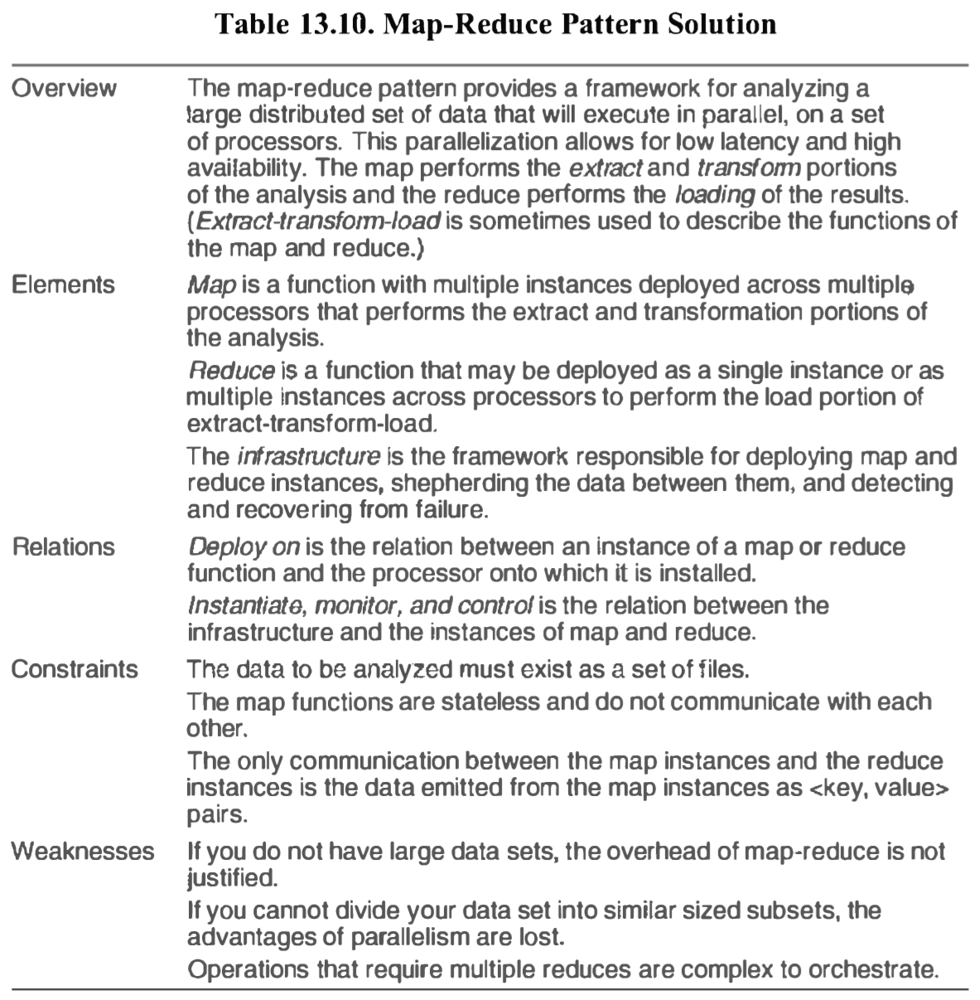 Table 13.10. Map-Reduce Pattern Solution
Overview The map-reduce pattern provides a framework for analyzing a
large distributed set of data that will execute in parallel, on a set
of processors. This parallelization allows for low latency and high
availability. The map performs the extract and transform portions
of the analysis and the reduce performs the loading of the results.
(Extract-transform-load is sometimes used to describe the functions of
the map and reduce.)
Elements Map is a function with multiple instances deployed across multiple
processors that performs the extract and transformation portions of
the analysis.
Reduce is a function that may be deployed as a single instance or as
multiple instances across processors to perform the load portion of
extract-transform-load.
The infrastructure is the framework responsible for deploying map and
reduce instances, shepherding the data between them, and detecting
and recovering from failure.
Relations Deploy on is the relation between an instance of a map or reduce
function and the processor onto which it is installed.
Instantiate, monitor, and control is the relation between the
infrastructure and the instances of map and reduce.
Constraints The data to be analyzed must exist as a set of files.
The map functions are stateless and do not communicate with each
other.
The only communication between the map instances and the reduce
instances is the data emitted from the map instances as <key, value>
pairs.
Weaknesses If you do not have large data sets, the overhead of map-reduce is not
justified.
If you cannot divide your data set into similar sized subsets, the
advantages of parallelism are lost.
Operations that require multiple reduces are complex to orchestrate.